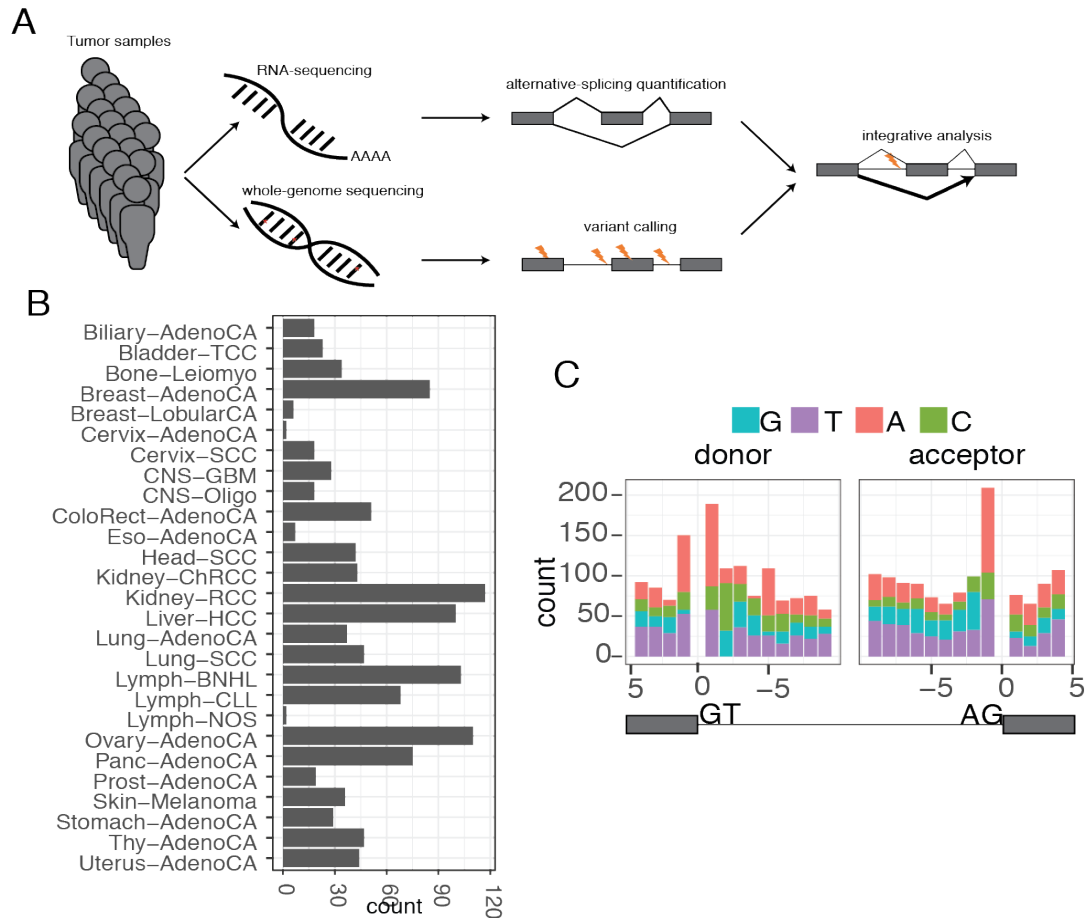 A
Tumor samples
RNA-sequencing
AAAA
whole-genome sequencing
alternative-splicing quantification
variant calling
integrative analysis
B
Biliary−AdenoCA
Bladder−TCC
Bone−Leiomyo
Breast−AdenoCA
Breast−LobularCA
Cervix−AdenoCA
Cervix−SCC
CNS−GBM
CNS−Oligo
ColoRect−AdenoCA
Eso−AdenoCA
Head−SCC
Kidney−ChRCC
Kidney−RCC
Liver−HCC
Lung−AdenoCA
Lung−SCC
Lymph−BNHL
Lymph−CLL
Lymph−NOS
Ovary−AdenoCA
Panc−AdenoCA
Prost−AdenoCA
Skin−Melanoma
Stomach−AdenoCA
Thy−AdenoCA
Uterus−AdenoCA
0 30 60 90 120
count
C
G T A C
donor acceptor
count
200
150
100
50
0
5 0 −5 −5 0 5
GT AG